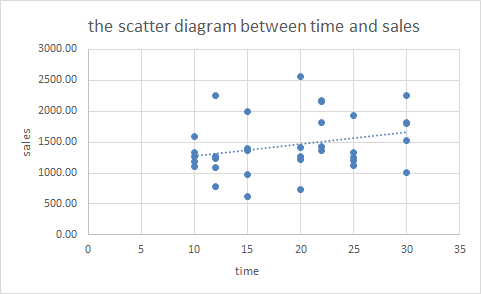 the scatter diagram between time and sales
3000.00
2500.00
2000.00
1500.00
1000.00
500.00
0.00
sales
0 5 10 15 20 25 30 35
time